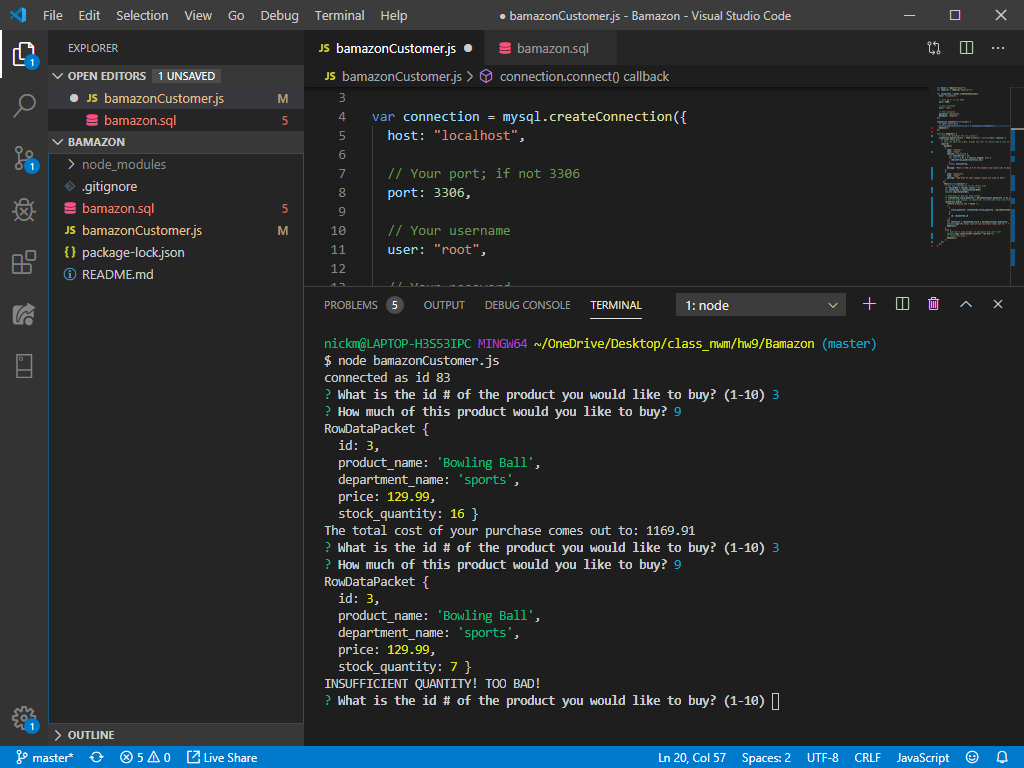 File Edit Selection View Go Debug Terminal Help ● bamazonCustomer.js - Bamazon - Visual Studio Code
EXPLORER
OPEN EDITORS 1 UNSAVED
● JS bamazonCustomer.js M
bamazon.sql 5
BAMAZON
node_modules
.gitignore
bamazon.sql 5
JS bamazonCustomer.js M
{} package-lock.json
README.md
OUTLINE
1
1
1
JS bamazonCustomer.js ● bamazon.sql
JS bamazonCustomer.js > connection.connect() callback
3
4 var connection = mysql.createConnection({
5 host: "localhost",
6
7 // Your port; if not 3306
8 port: 3306,
9
10 // Your username
11 user: "root",
12
13 // Your password
PROBLEMS 5 OUTPUT DEBUG CONSOLE TERMINAL 1: node
nickm@LAPTOP-H3S53IPC MINGW64 ~/OneDrive/Desktop/class_nwm/hw9/Bamazon (master)
$ node bamazonCustomer.js
connected as id 83
? What is the id # of the product you would like to buy? (1-10) 3
? How much of this product would you like to buy? 9
RowDataPacket {
id: 3,
product_name: 'Bowling Ball',
department_name: 'sports',
price: 129.99,
stock_quantity: 16 }
The total cost of your purchase comes out to: 1169.91
? What is the id # of the product you would like to buy? (1-10) 3
? How much of this product would you like to buy? 9
RowDataPacket {
id: 3,
product_name: 'Bowling Ball',
department_name: 'sports',
price: 129.99,
stock_quantity: 7 }
INSUFFICIENT QUANTITY! TOO BAD!
? What is the id # of the product you would like to buy? (1-10)
master* 5 0 Live Share Ln 20, Col 57 Spaces: 2 UTF-8 CRLF JavaScript